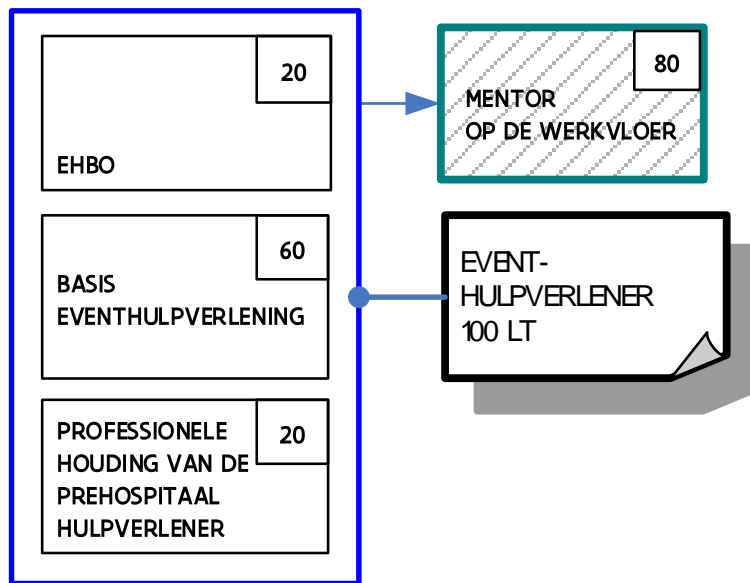 20
EHBO
60
BASIS
EVENTHULPVERLENING
20
PROFESSIONELE
HOUDING VAN DE
PREHOSPITAAL
HULPVERLENER
80
MENTOR
OP DE WERKVLOER
EVENT-
HULPVERLENER
100 LT